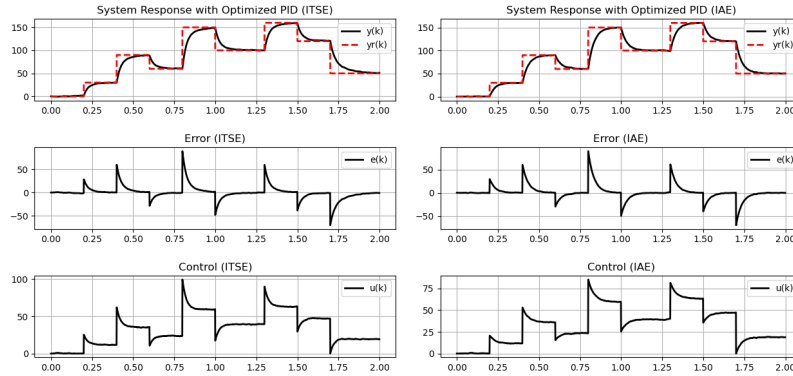 System Response with Optimized PID (ITSE)
150
100
50
0
y(k)
yr(k)
0.00 0.25 0.50 0.75 1.00 1.25 1.50 1.75 2.00
Error (ITSE)
50
0
−50
e(k)
0.00 0.25 0.50 0.75 1.00 1.25 1.50 1.75 2.00
Control (ITSE)
100
50
0
u(k)
0.00 0.25 0.50 0.75 1.00 1.25 1.50 1.75 2.00
System Response with Optimized PID (IAE)
150
100
50
0
y(k)
yr(k)
0.00 0.25 0.50 0.75 1.00 1.25 1.50 1.75 2.00
Error (IAE)
50
0
−50
e(k)
0.00 0.25 0.50 0.75 1.00 1.25 1.50 1.75 2.00
Control (IAE)
75
50
25
0
u(k)
0.00 0.25 0.50 0.75 1.00 1.25 1.50 1.75 2.00